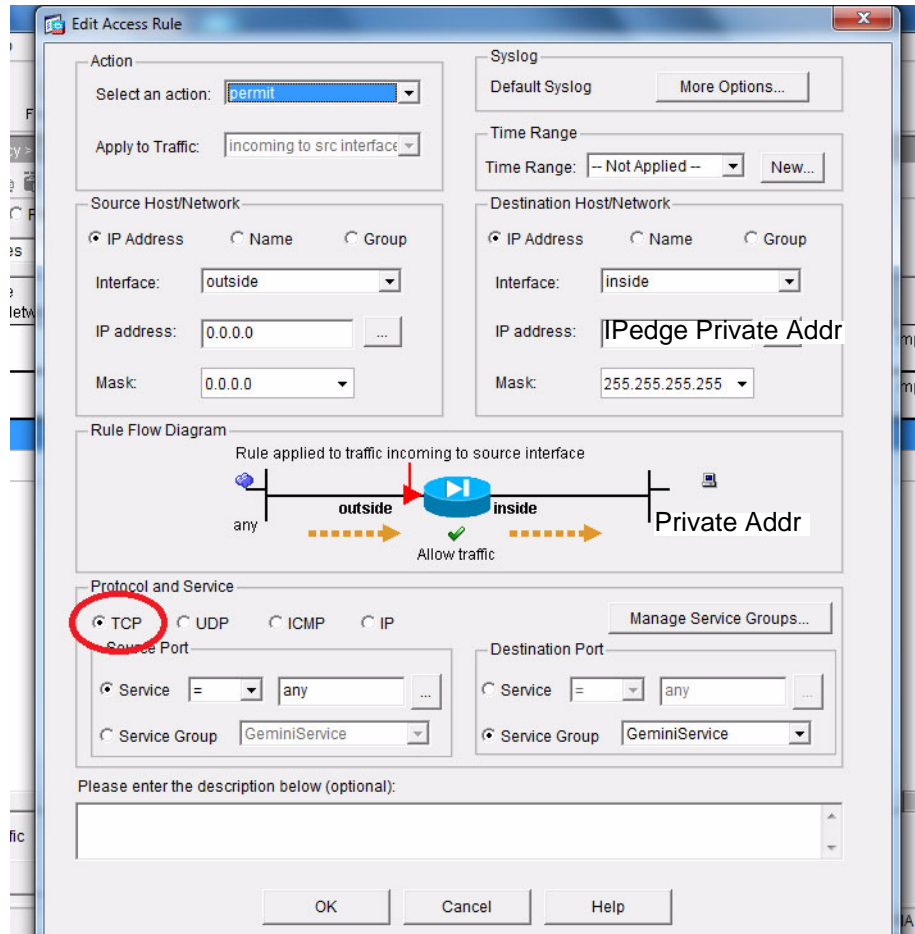 Edit Access Rule
Action
Select an action: permit
Apply to Traffic: incoming to src interface
Syslog
Default Syslog More Options...
Time Range
Time Range: -- Not Applied -- New...
Source Host/Network
IP Address Name Group
Interface: outside
IP address: 0.0.0.0 ...
Mask: 0.0.0.0
Destination Host/Network
IP Address Name Group
Interface: inside
IP address: IPedge Private Addr
Mask: 255.255.255.255
Rule Flow Diagram
Rule applied to traffic incoming to source interface
outside inside
any Private Addr
Allow traffic
Protocol and Service
TCP UDP ICMP IP Manage Service Groups...
Source Port
Service = any ...
Service Group GeminiService
Destination Port
Service = any ...
Service Group GeminiService
Please enter the description below (optional):
OK Cancel Help